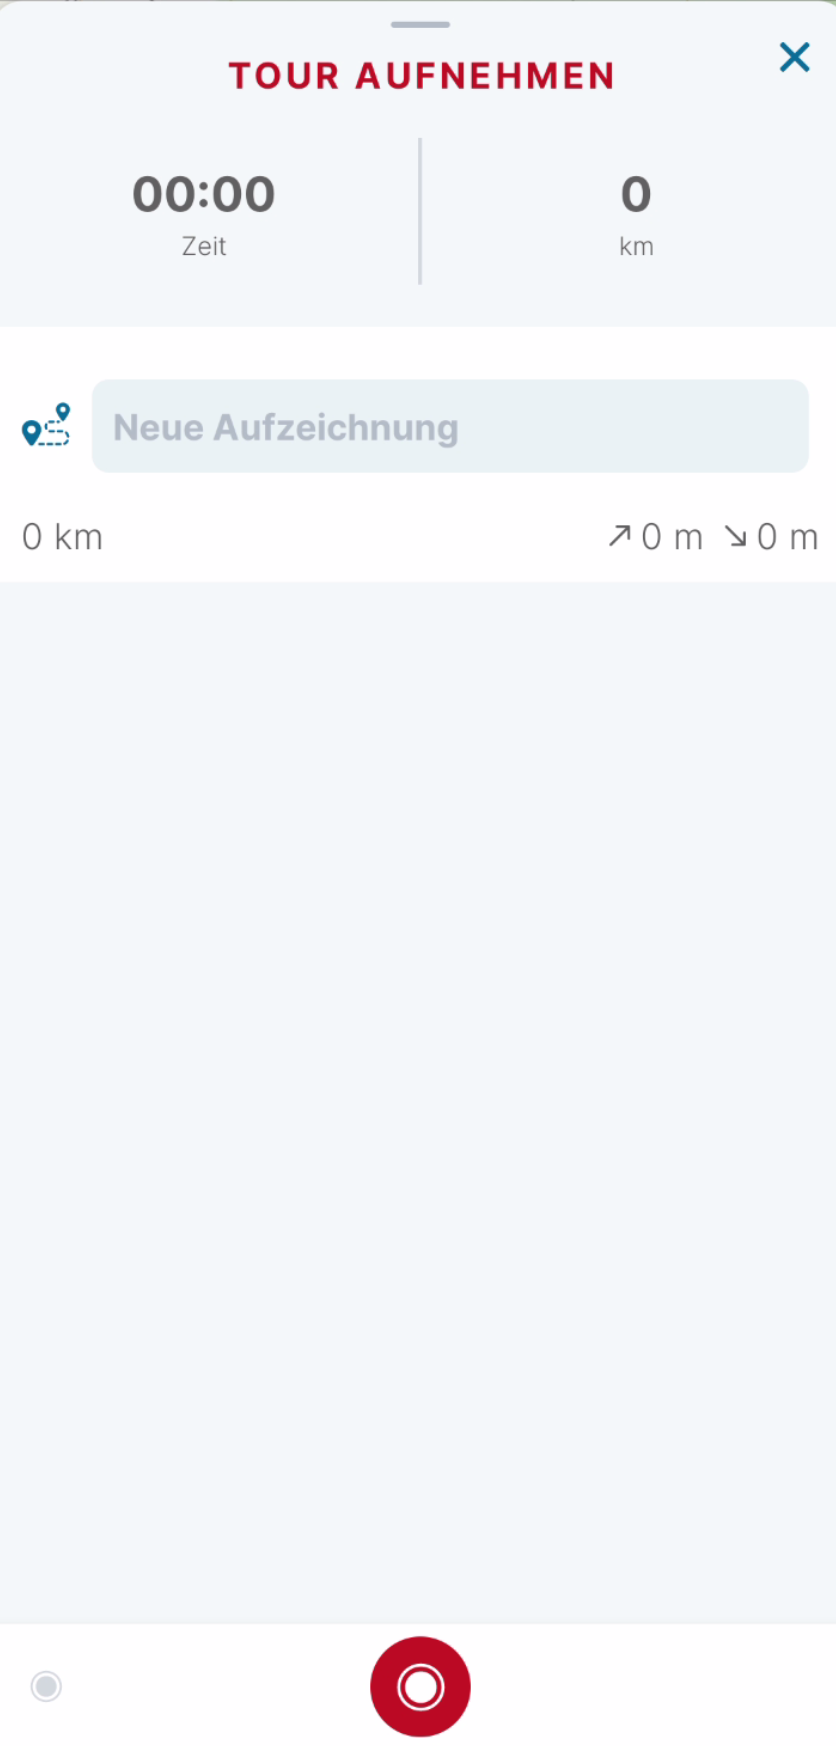 TOUR AUFNEHMEN
00:00
Zeit
0
km
Neue Aufzeichnung
0 km ↗0 m ↘0 m